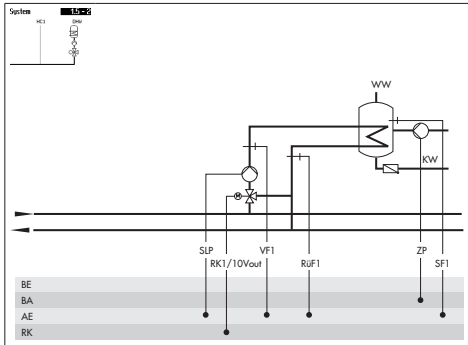 System 1.5-2
HC1 DHW
WW
KW
SLP VF1 RüF1 ZP SF1
RK1/10Vout
BE
BA
AE
RK